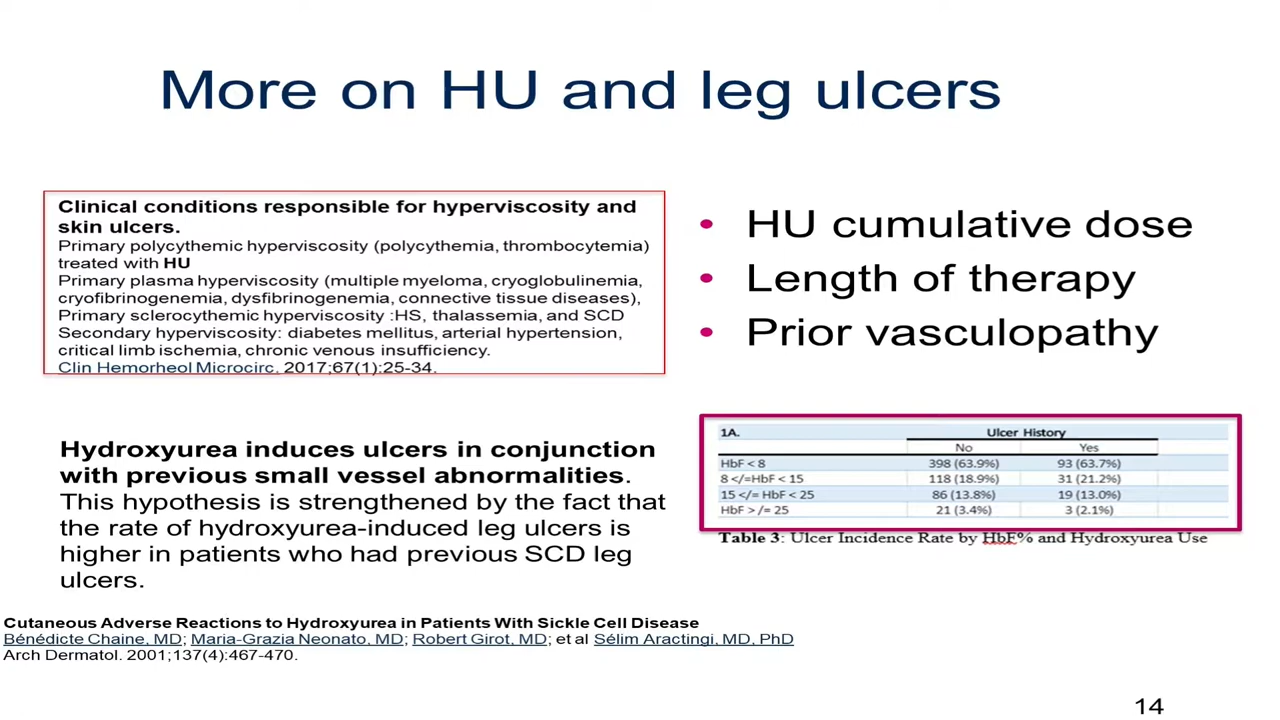 More on HU and leg ulcers
Clinical conditions responsible for hyperviscosity and
skin ulcers.
Primary polycythemic hyperviscosity (polycythemia, thrombocytemia)
treated with HU
Primary plasma hyperviscosity (multiple myeloma, cryoglobulinemia,
cryofibrinogenemia, dysfibrinogenemia, connective tissue diseases),
Primary sclerocythemic hyperviscosity :HS, thalassemia, and SCD
Secondary hyperviscosity: diabetes mellitus, arterial hypertension,
critical limb ischemia, chronic venous insufficiency.
Clin Hemorheol Microcirc. 2017;67(1):25-34.
• HU cumulative dose
• Length of therapy
• Prior vasculopathy
Hydroxyurea induces ulcers in conjunction
with previous small vessel abnormalities.
This hypothesis is strengthened by the fact that
the rate of hydroxyurea-induced leg ulcers is
higher in patients who had previous SCD leg
ulcers.
1A. Ulcer History
No Yes
HbF < 8 398 (63.9%) 93 (63.7%)
8 </=HbF < 15 118 (18.9%) 31 (21.2%)
15 </= HbF < 25 86 (13.8%) 19 (13.0%)
HbF > /= 25 21 (3.4%) 3 (2.1%)
Table 3: Ulcer Incidence Rate by HbF% and Hydroxyurea Use
Cutaneous Adverse Reactions to Hydroxyurea in Patients With Sickle Cell Disease
Bénédicte Chaine, MD; Maria-Grazia Neonato, MD; Robert Girot, MD; et al Sélim Aractingi, MD, PhD
Arch Dermatol. 2001;137(4):467-470.
14